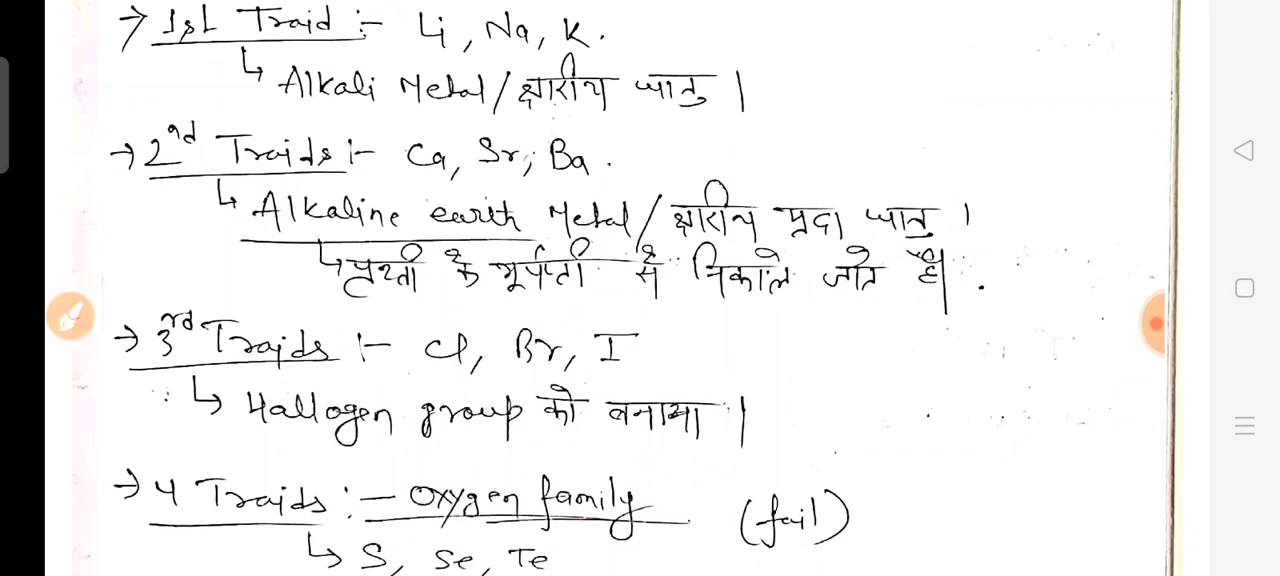 → 1st Traid :- Li, Na, K.
↳ Alkali Metal/क्षारीय धातु ।
→ 2nd Traids :- Ca, Sr, Ba.
↳ Alkaline earth Metal/क्षारीय मृदा धातु ।
↳ पृथ्वी के भूपर्पटी से निकाले जाते हैं .
→ 3rd Traids :- Cl, Br, I
↳ Hallogen group को बनाया ।
→ 4 Traids :- Oxygen family (fail)
↳ S, Se, Te